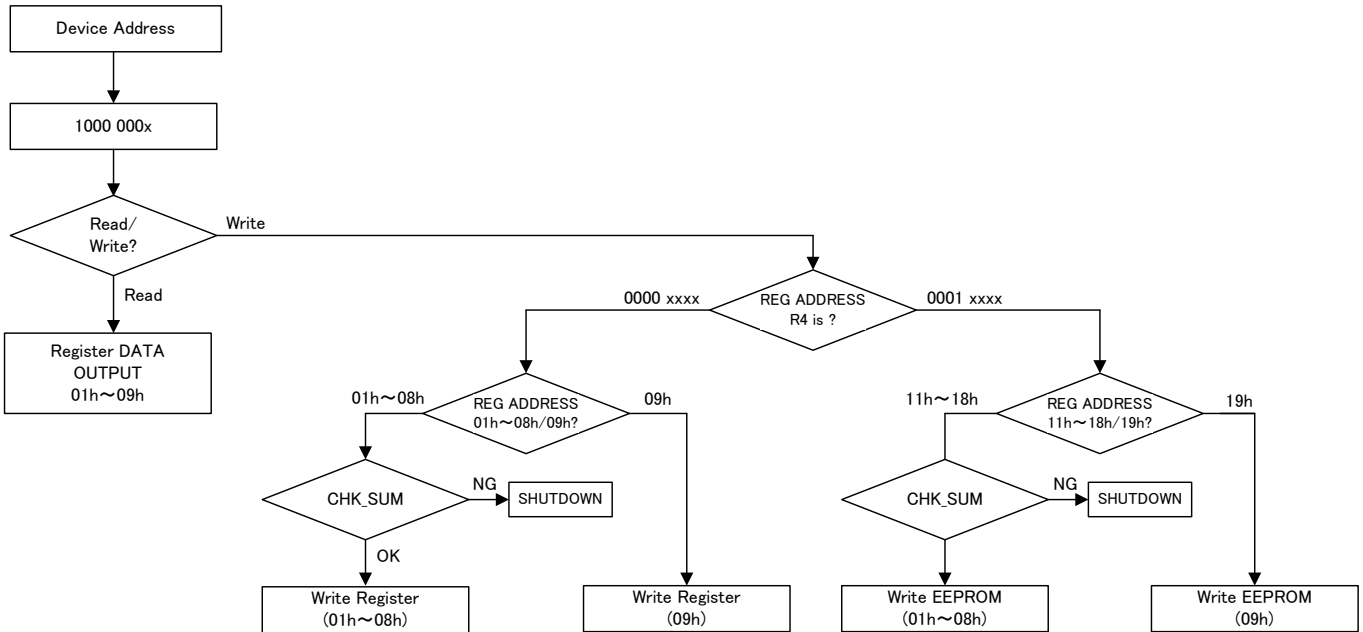 Device Address
1000 000x
Read/
Write?
Write
Read
Register DATA
OUTPUT
01h～09h
REG ADDRESS
R4 is ?
0000 xxxx
0001 xxxx
REG ADDRESS
01h～08h/09h?
01h～08h
09h
CHK_SUM
NG
SHUTDOWN
OK
Write Register
(01h～08h)
Write Register
(09h)
REG ADDRESS
11h～18h/19h?
11h～18h
19h
CHK_SUM
NG
SHUTDOWN
Write EEPROM
(01h～08h)
Write EEPROM
(09h)